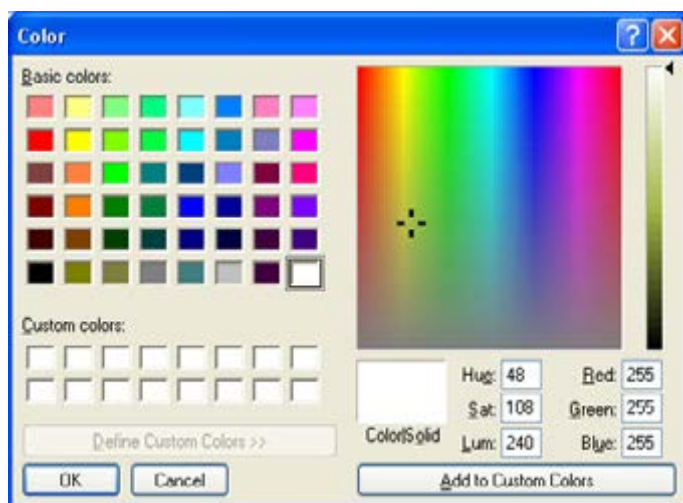 Color
?
Basic colors:
Custom colors:
Define Custom Colors >>
OK
Cancel
Color|Solid
Hue: 48
Sat: 108
Lum: 240
Red: 255
Green: 255
Blue: 255
Add to Custom Colors